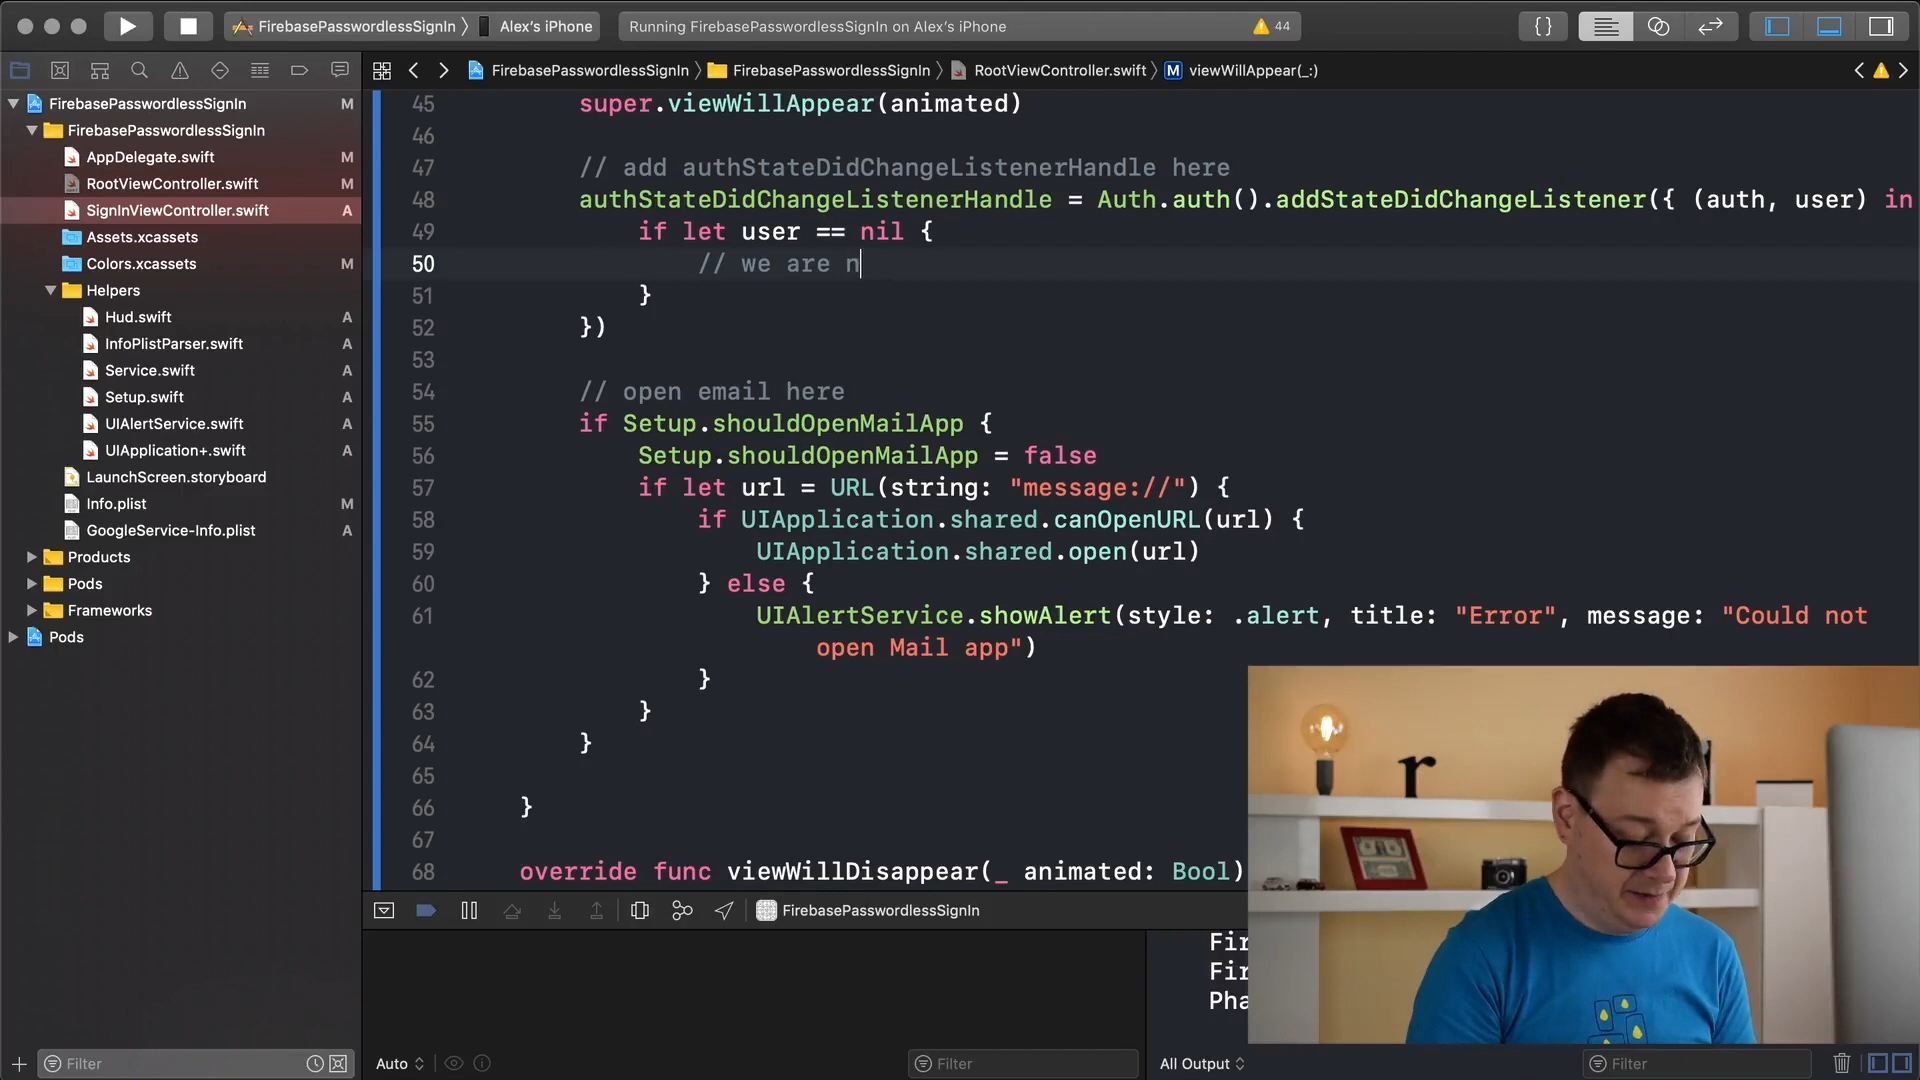 FirebasePasswordlessSignIn
Alex's iPhone
Running FirebasePasswordlessSignIn on Alex's iPhone
44
FirebasePasswordlessSignIn
FirebasePasswordlessSignIn
RootViewController.swift
M
viewWillAppear(_:)
FirebasePasswordlessSignIn M
FirebasePasswordlessSignIn
AppDelegate.swift M
RootViewController.swift M
SignInViewController.swift A
Assets.xcassets
Colors.xcassets M
Helpers
Hud.swift A
InfoPlistParser.swift A
Service.swift A
Setup.swift A
UIAlertService.swift A
UIApplication+.swift A
LaunchScreen.storyboard
Info.plist M
GoogleService-Info.plist A
Products
Pods
Frameworks
Pods
45 super.viewWillAppear(animated)
46
47 // add authStateDidChangeListenerHandle here
48 authStateDidChangeListenerHandle = Auth.auth().addStateDidChangeListener({ (auth, user) in
49 if let user == nil {
50 // we are n
51 }
52 })
53
54 // open email here
55 if Setup.shouldOpenMailApp {
56 Setup.shouldOpenMailApp = false
57 if let url = URL(string: "message://") {
58 if UIApplication.shared.canOpenURL(url) {
59 UIApplication.shared.open(url)
60 } else {
61 UIAlertService.showAlert(style: .alert, title: "Error", message: "Could not
open Mail app")
62 }
63 }
64 }
65
66 }
67
68 override func viewWillDisappear(_ animated: Bool)
FirebasePasswordlessSignIn
Fir
Fir
Pha
Filter
Auto
Filter
All Output
Filter